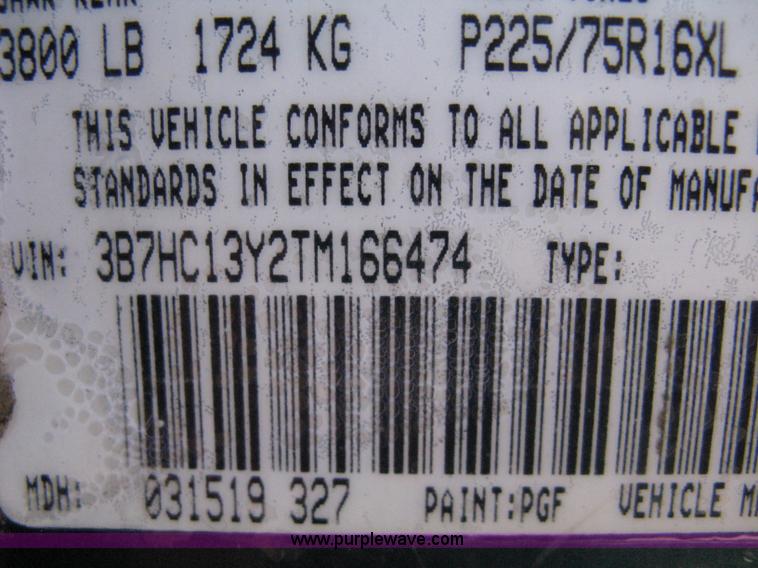 3800 LB 1724 KG P225/75R16XL
THIS VEHICLE CONFORMS TO ALL APPLICABLE
STANDARDS IN EFFECT ON THE DATE OF MANUFA
VIN: 3B7HC13Y2TM166474 TYPE:
MDH: 031519 327 PAINT:PGF VEHICLE MA
www.purplewave.com